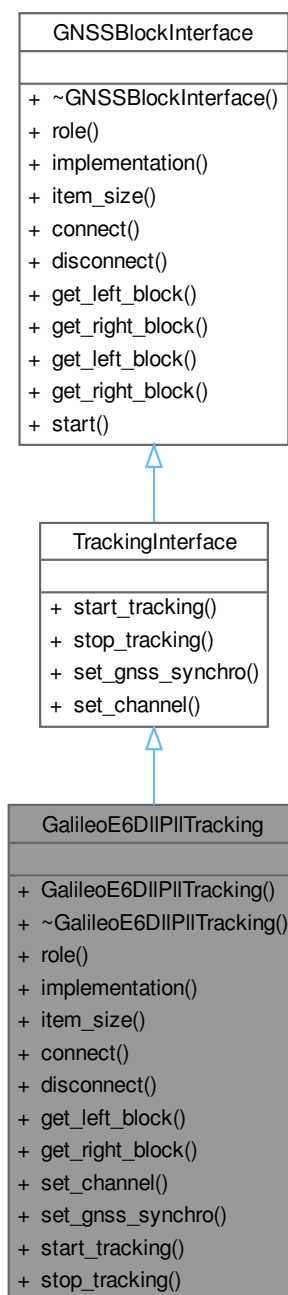 GNSSBlockInterface
+ ~GNSSBlockInterface()
+ role()
+ implementation()
+ item_size()
+ connect()
+ disconnect()
+ get_left_block()
+ get_right_block()
+ get_left_block()
+ get_right_block()
+ start()
TrackingInterface
+ start_tracking()
+ stop_tracking()
+ set_gnss_synchro()
+ set_channel()
GalileoE6DllPllTracking
+ GalileoE6DllPllTracking()
+ ~GalileoE6DllPllTracking()
+ role()
+ implementation()
+ item_size()
+ connect()
+ disconnect()
+ get_left_block()
+ get_right_block()
+ set_channel()
+ set_gnss_synchro()
+ start_tracking()
+ stop_tracking()